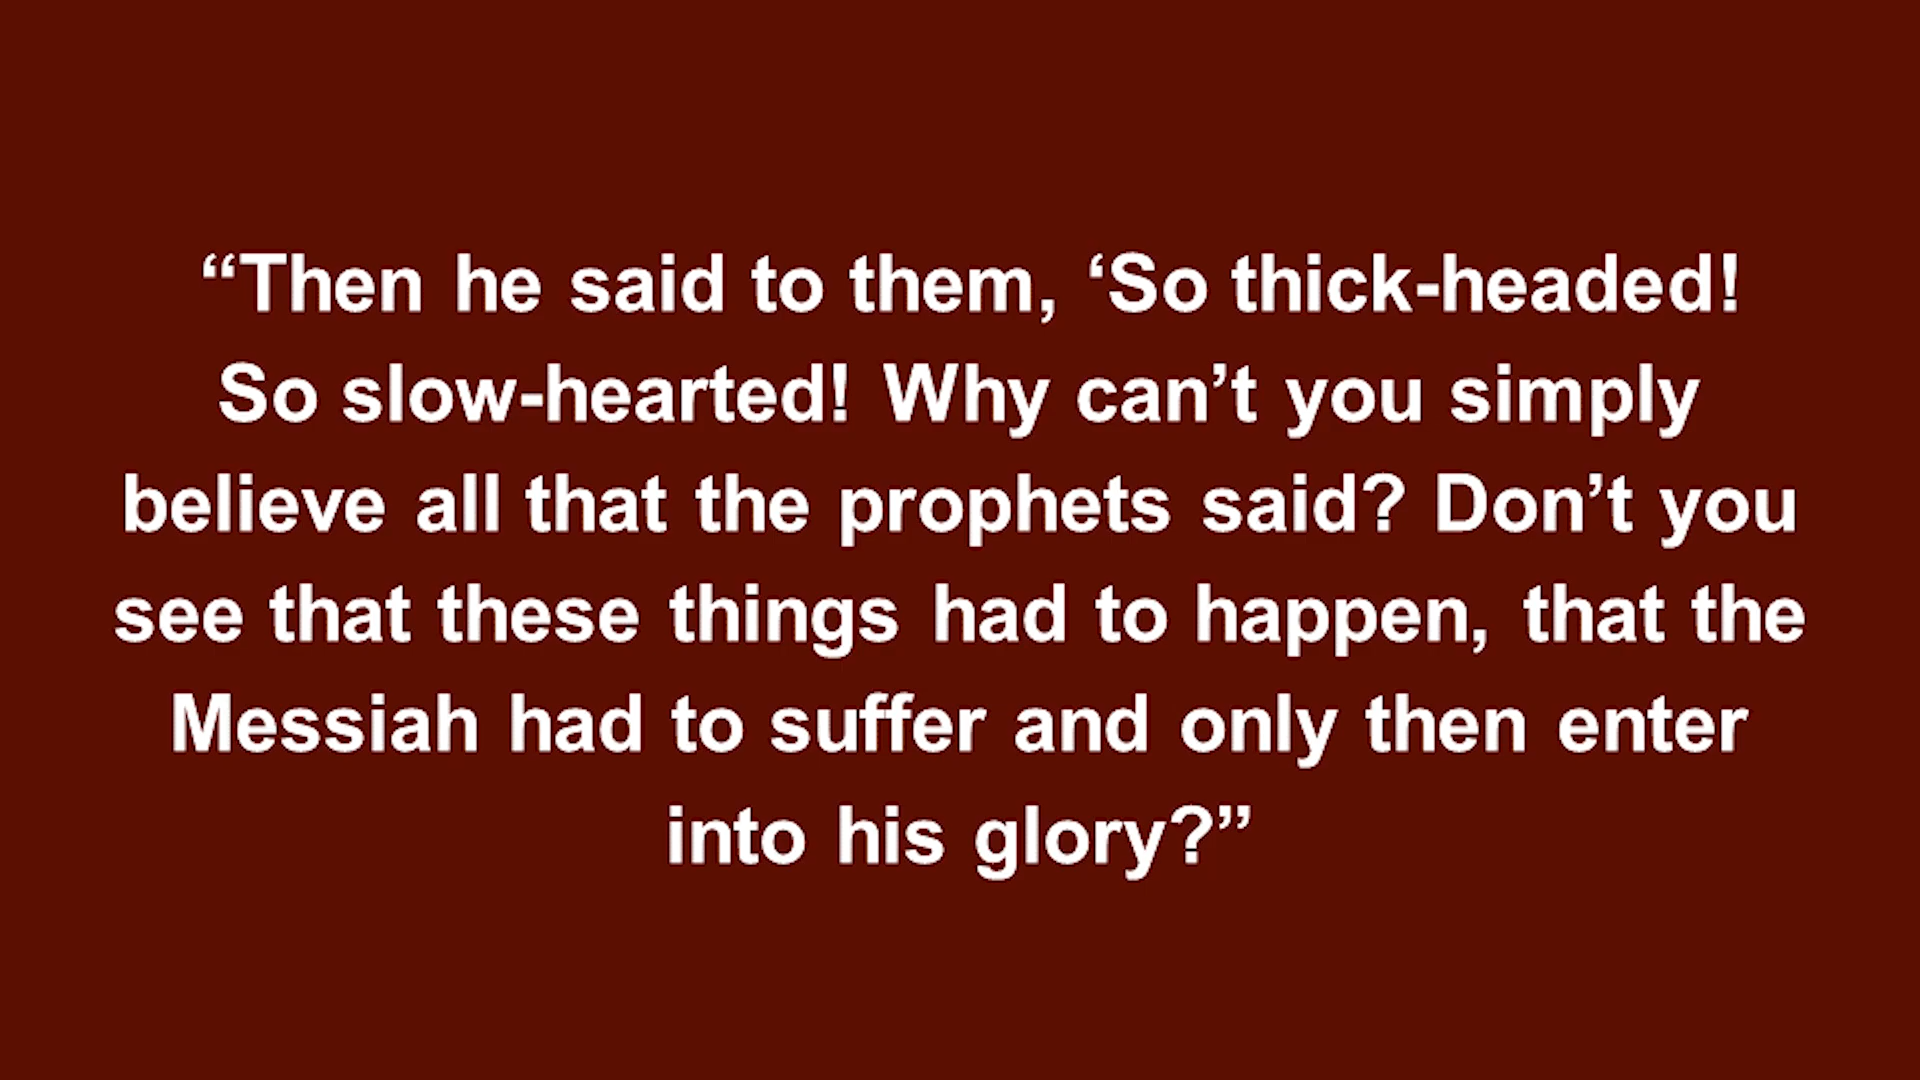 “Then he said to them, ‘So thick-headed!
So slow-hearted! Why can’t you simply
believe all that the prophets said? Don’t you
see that these things had to happen, that the
Messiah had to suffer and only then enter
into his glory?”